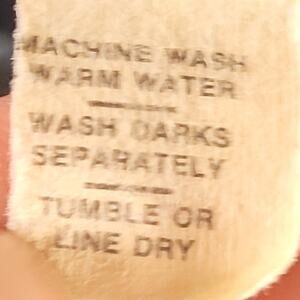 MACHINE WASH
WARM WATER
WASH DARKS
SEPARATELY
TUMBLE OR
LINE DRY